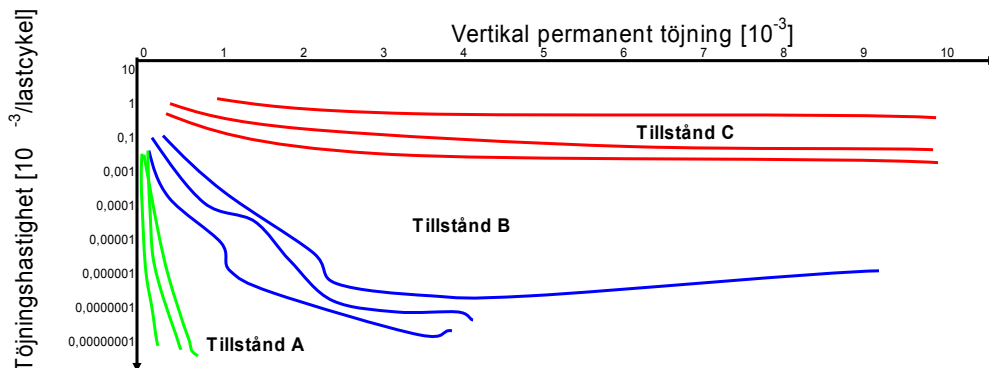 Vertikal permanent töjning [10-3]
0 1 2 3 4 5 6 7 8 9 10
Töjningshastighet [10 -3/lastcykel]
10
1
0,1
0,001
0,0001
0,00001
0,000001
0,0000001
0,00000001
Tillstånd C
Tillstånd B
Tillstånd A